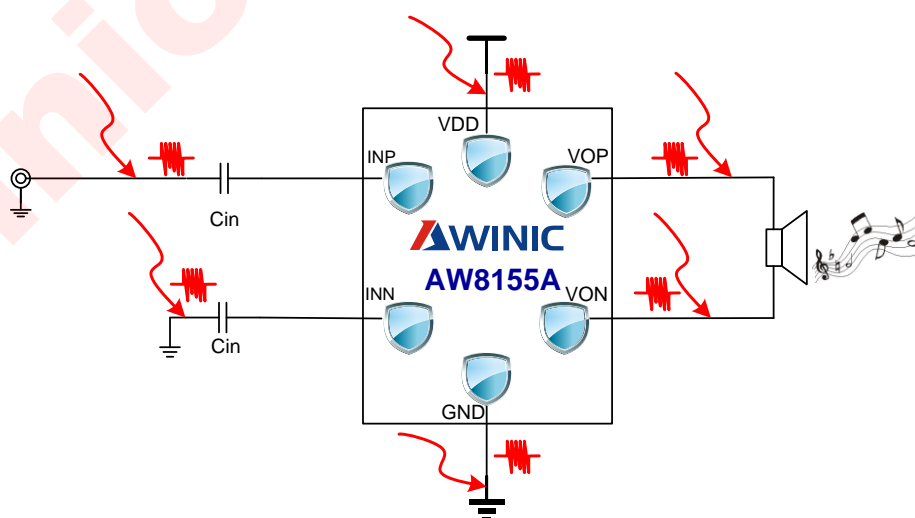 VDD
INP
VOP
Cin
AWINIC
AW8155A
INN
VON
Cin
GND